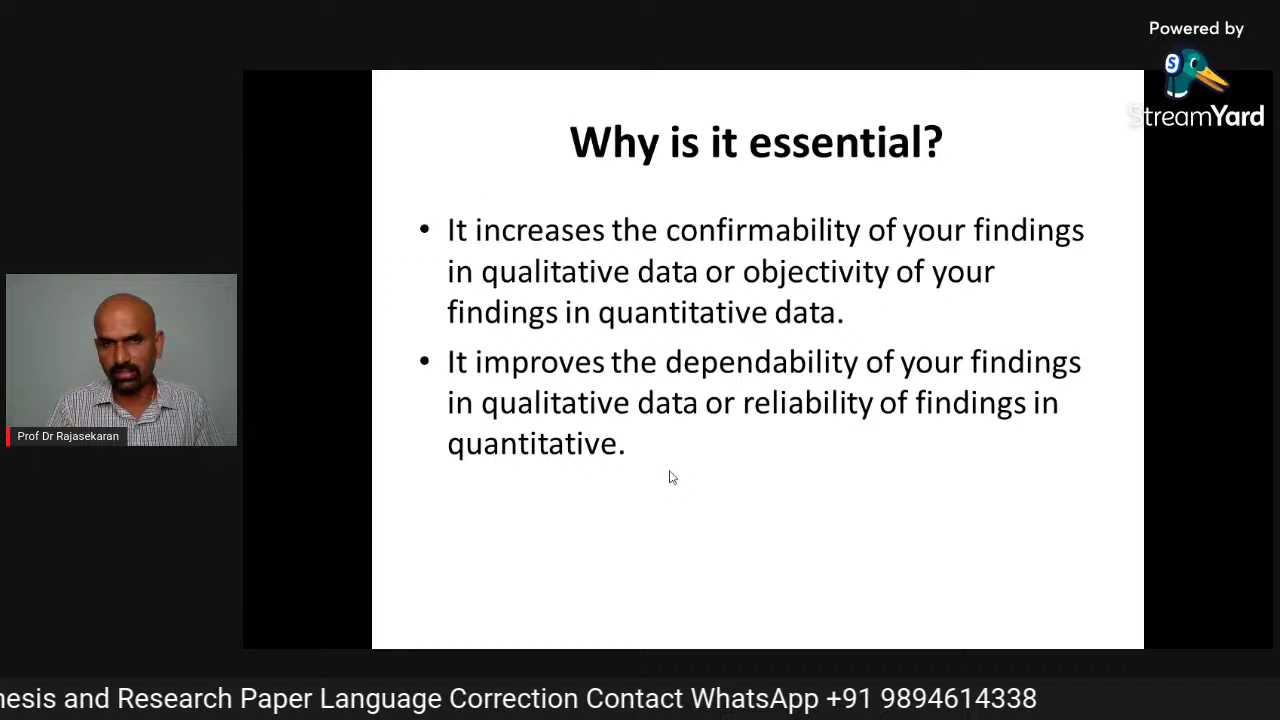 Powered by
StreamYard
Why is it essential?
• It increases the confirmability of your findings
in qualitative data or objectivity of your
findings in quantitative data.
• It improves the dependability of your findings
in qualitative data or reliability of findings in
quantitative.
Prof Dr Rajasekaran
and Research Paper Language Correction Contact WhatsApp +91 9894614338